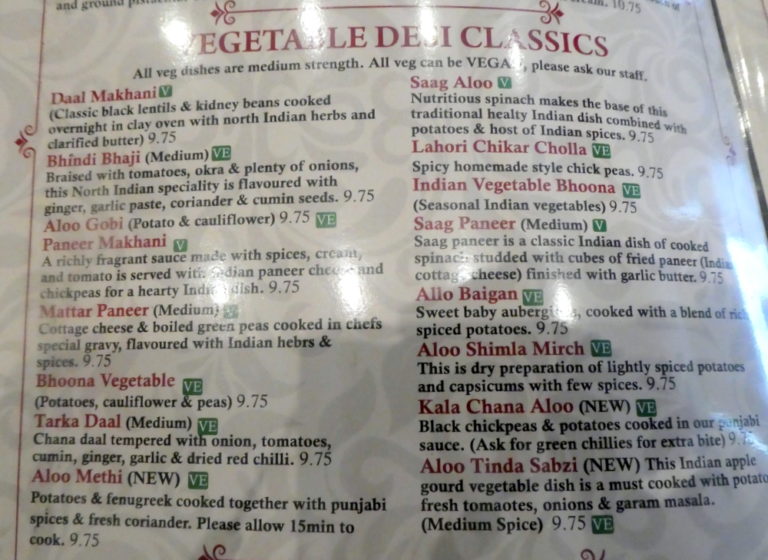 and ground
10.75
VEGETABLE DESI CLASSICS
All veg dishes are medium strength. All veg can be VEGAN, please ask our staff.
Daal Makhani V
(Classic black lentils & kidney beans cooked
overnight in clay oven with north Indian herbs and
clarified butter) 9.75
Bhindi Bhaji (Medium) VE
Braised with tomatoes, okra & plenty of onions,
this North Indian speciality is flavoured with
ginger, garlic paste, coriander & cumin seeds. 9.75
Aloo Gobi (Potato & cauliflower) 9.75 VE
Paneer Makhani V
A richly fragrant sauce made with spices, cream,
and tomato is served with Indian paneer cheese and
chickpeas for a hearty Indian dish. 9.75
Mattar Paneer (Medium) V
Cottage cheese & boiled green peas cooked in chefs
special gravy, flavoured with Indian hebrs &
spices. 9.75
Bhoona Vegetable VE
(Potatoes, cauliflower & peas) 9.75
Tarka Daal (Medium) VE
Chana daal tempered with onion, tomatoes,
cumin, ginger, garlic & dried red chilli. 9.75
Aloo Methi (NEW) VE
Potatoes & fenugreek cooked together with punjabi
spices & fresh coriander. Please allow 15min to
cook. 9.75
Saag Aloo V
Nutritious spinach makes the base of this
traditional healty Indian dish combined with
potatoes & host of Indian spices. 9.75
Lahori Chikar Cholla VE
Spicy homemade style chick peas. 9.75
Indian Vegetable Bhoona VE
(Seasonal Indian vegetables) 9.75
Saag Paneer (Medium) V
Saag paneer is a classic Indian dish of cooked
spinach studded with cubes of fried paneer (Indian
cottage cheese) finished with garlic butter. 9.75
Allo Baigan VE
Sweet baby aubergines, cooked with a blend of rich
spiced potatoes. 9.75
Aloo Shimla Mirch VE
This is dry preparation of lightly spiced potatoes
and capsicums with few spices. 9.75
Kala Chana Aloo (NEW) VE
Black chickpeas & potatoes cooked in our punjabi
sauce. (Ask for green chillies for extra bite) 9.75
Aloo Tinda Sabzi (NEW) This Indian apple
gourd vegetable dish is a must cooked with potato
fresh tomaotes, onions & garam masala.
(Medium Spice) 9.75 VE